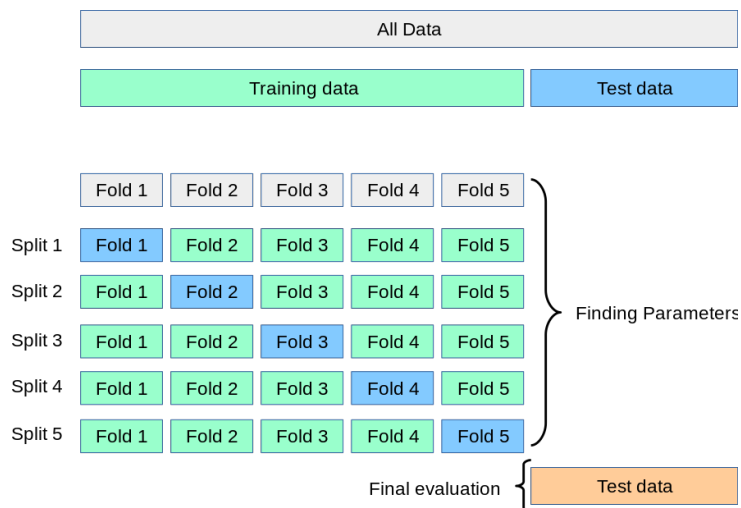 All Data
Training data Test data
Fold 1 Fold 2 Fold 3 Fold 4 Fold 5
Split 1 Fold 1 Fold 2 Fold 3 Fold 4 Fold 5
Split 2 Fold 1 Fold 2 Fold 3 Fold 4 Fold 5
Finding Parameters
Split 3 Fold 1 Fold 2 Fold 3 Fold 4 Fold 5
Split 4 Fold 1 Fold 2 Fold 3 Fold 4 Fold 5
Split 5 Fold 1 Fold 2 Fold 3 Fold 4 Fold 5
Final evaluation Test data